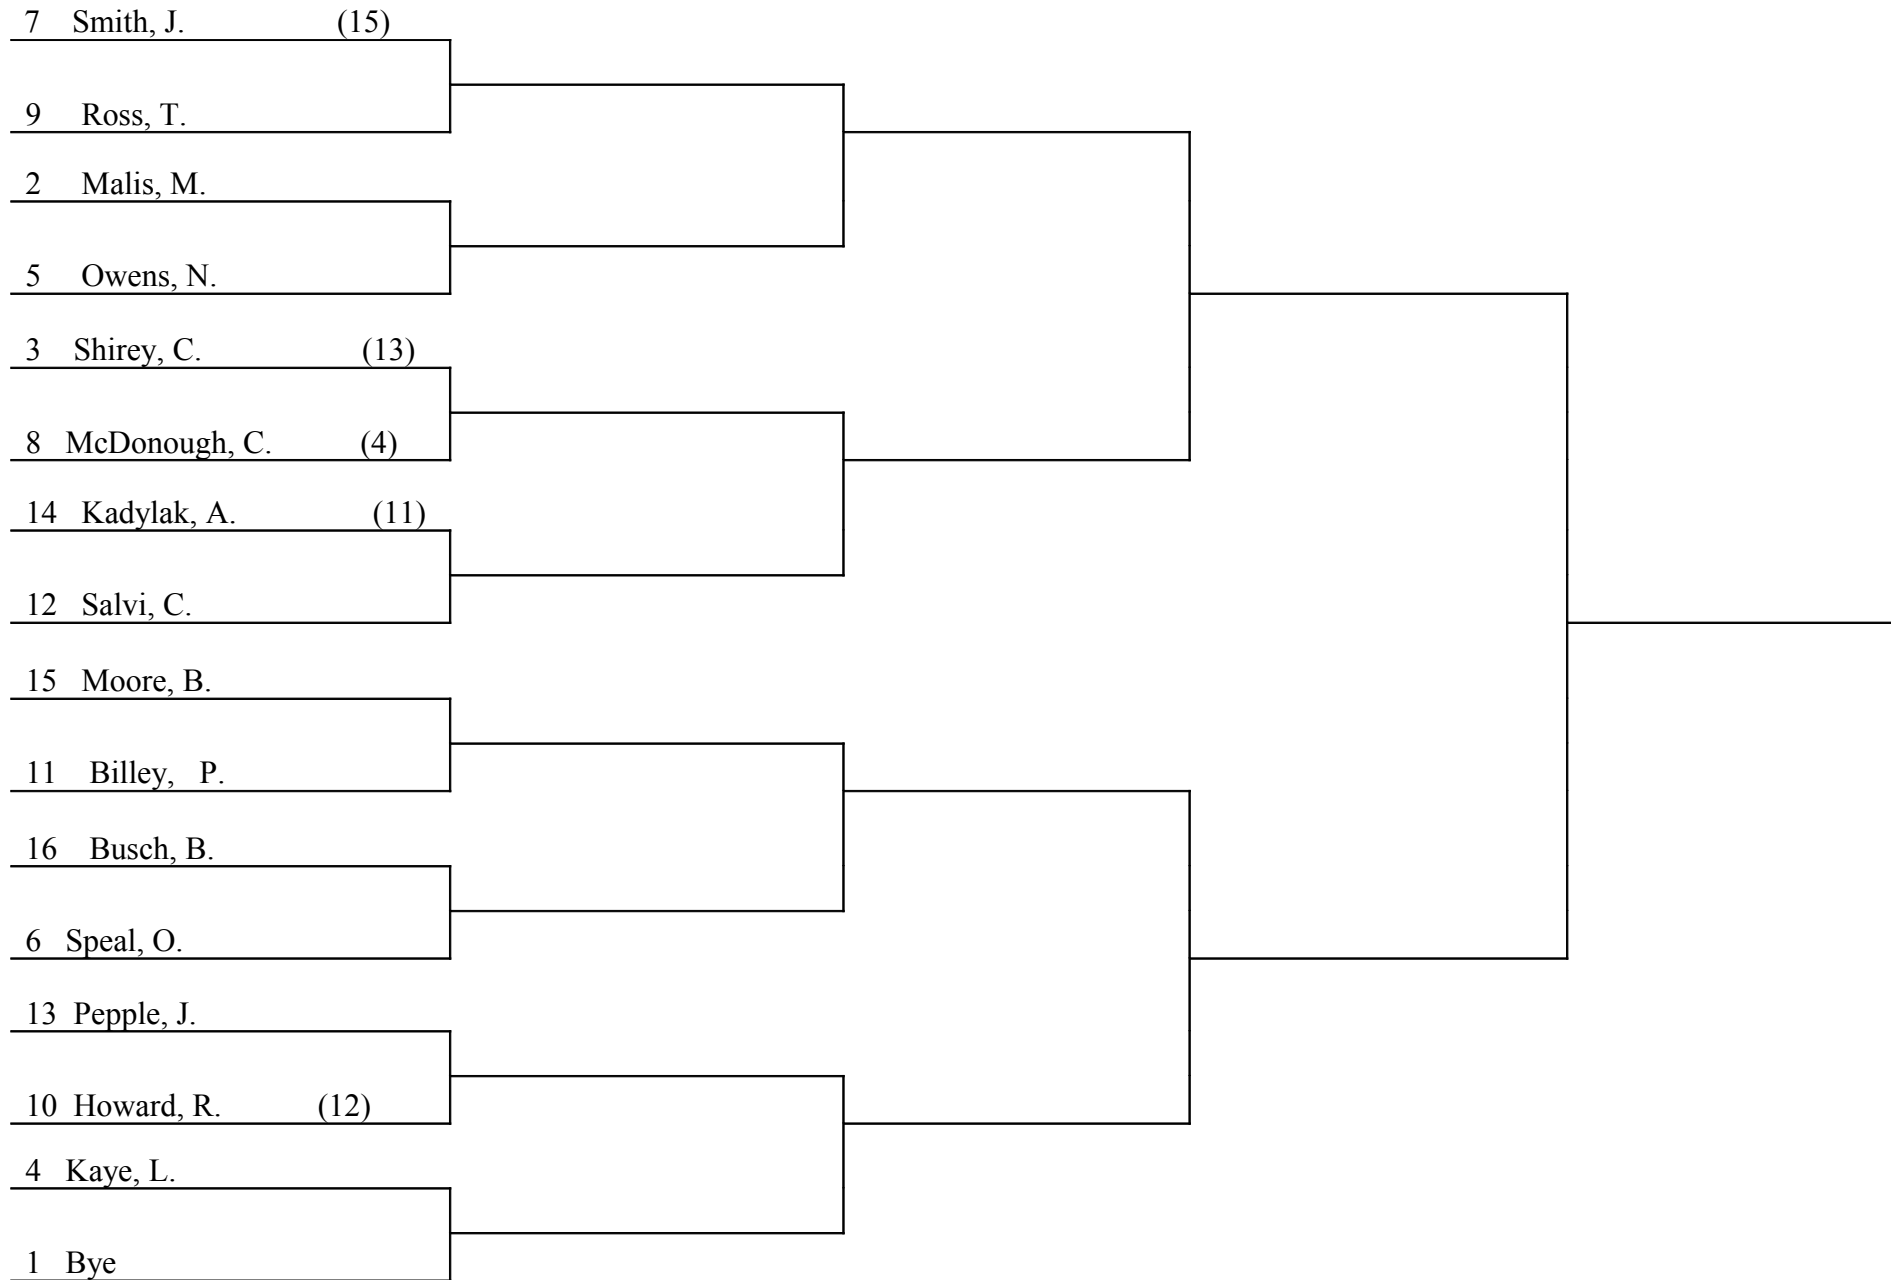 7 Smith, J. (15)
9 Ross, T.
2 Malis, M.
5 Owens, N.
3 Shirey, C. (13)
8 McDonough, C. (4)
14 Kadylak, A. (11)
12 Salvi, C.
15 Moore, B.
11 Billey, P.
16 Busch, B.
6 Speal, O.
13 Pepple, J.
10 Howard, R. (12)
4 Kaye, L.
1 Bye